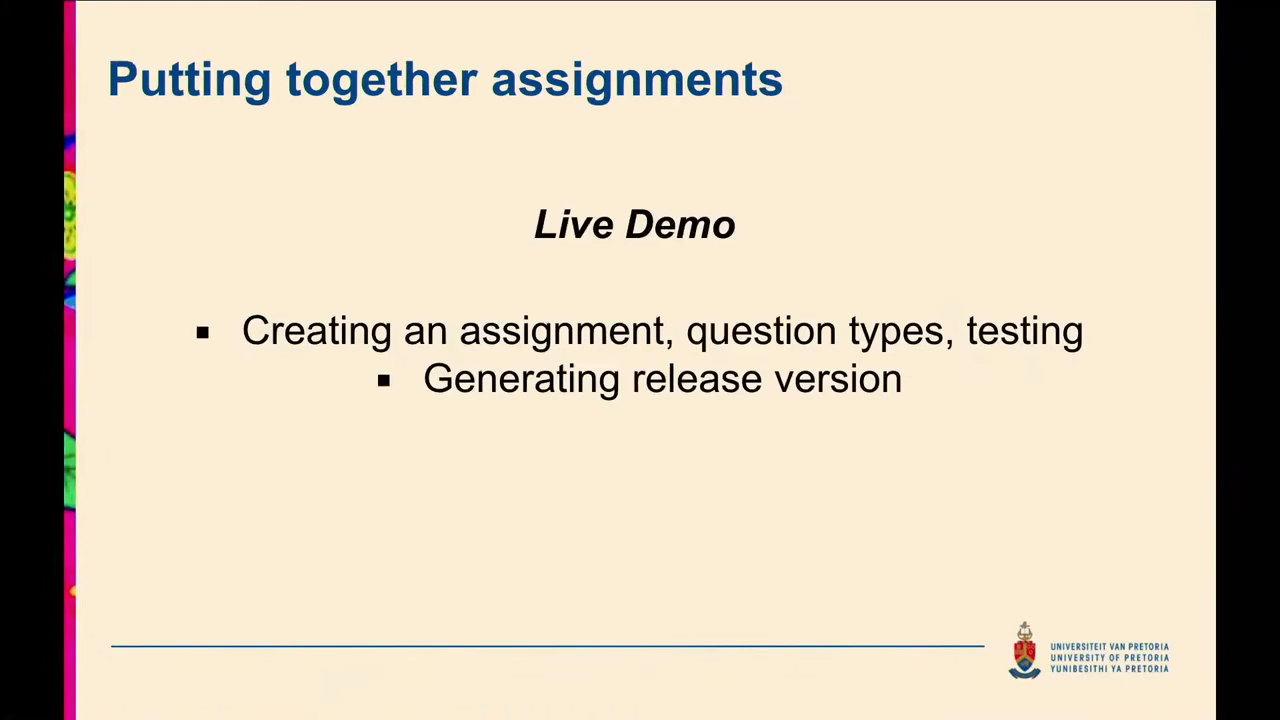 Putting together assignments
Live Demo
▪ Creating an assignment, question types, testing
▪ Generating release version
UNIVERSITEIT VAN PRETORIA
UNIVERSITY OF PRETORIA
YUNIBESITHI YA PRETORIA